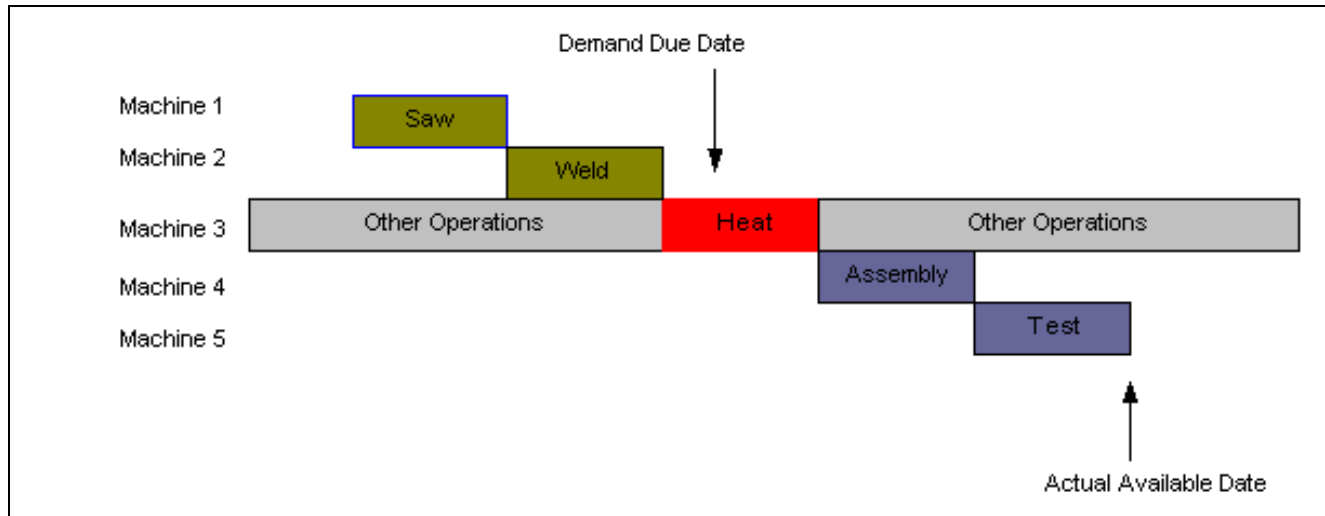 Demand Due Date
Machine 1
Saw
Machine 2
Weld
Machine 3
Other Operations
Heat
Other Operations
Machine 4
Assembly
Machine 5
Test
Actual Available Date